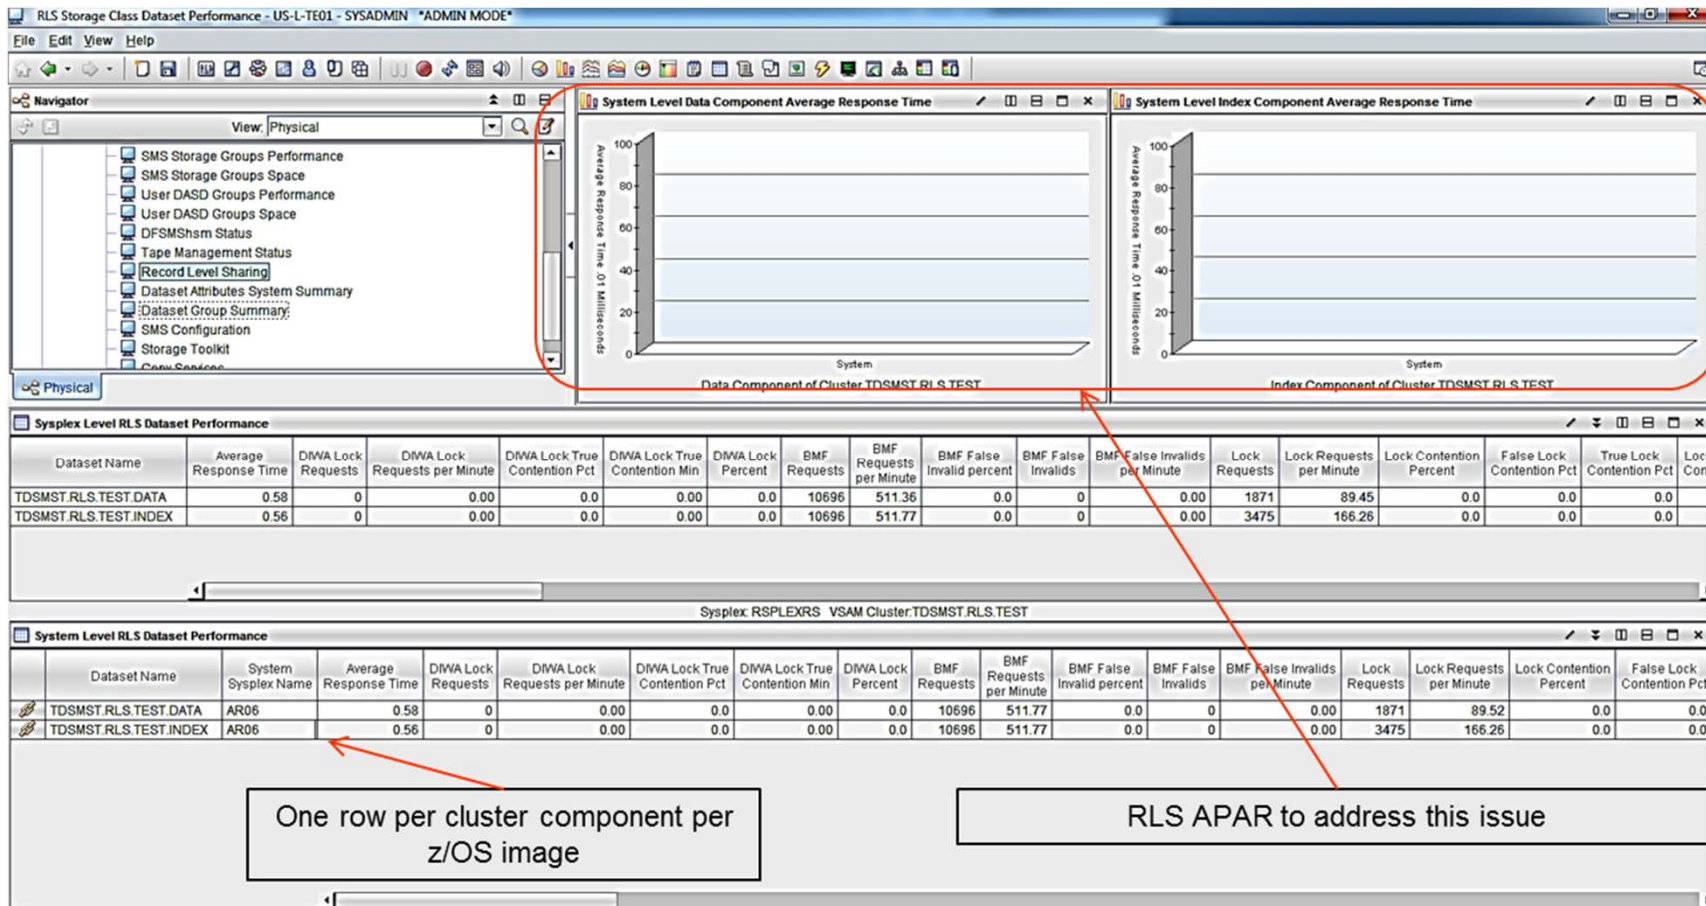 RLS Storage Class Dataset Performance - US-L-TE01 - SYSADMIN *ADMIN MODE*
File Edit View Help
Navigator
View: Physical
SMS Storage Groups Performance
SMS Storage Groups Space
User DASD Groups Performance
User DASD Groups Space
DFSMShsm Status
Tape Management Status
Record Level Sharing
Dataset Attributes System Summary
Dataset Group Summary
SMS Configuration
Storage Toolkit
Copy Services
Physical
System Level Data Component Average Response Time
Average Response Time .01 Milliseconds
100
80
60
40
20
0
System
Data Component of Cluster:TDSMST.RLS.TEST
System Level Index Component Average Response Time
Average Response Time .01 Milliseconds
100
80
60
40
20
0
System
Index Component of Cluster:TDSMST.RLS.TEST
Sysplex Level RLS Dataset Performance
Dataset Name Average Response Time DIWA Lock Requests DIWA Lock Requests per Minute DIWA Lock True Contention Pct DIWA Lock True Contention Min DIWA Lock Percent BMF Requests BMF Requests per Minute BMF False Invalid percent BMF False Invalids BMF False Invalids per Minute Lock Requests Lock Requests per Minute Lock Contention Percent False Lock Contention Pct True Lock Contention Pct Loc Con
TDSMST.RLS.TEST.DATA 0.58 0 0.00 0.0 0.00 0.0 10696 511.36 0.0 0 0.00 1871 89.45 0.0 0.0 0.0
TDSMST.RLS.TEST.INDEX 0.56 0 0.00 0.0 0.00 0.0 10696 511.77 0.0 0 0.00 3475 166.26 0.0 0.0 0.0
Sysplex: RSPLEXRS VSAM Cluster:TDSMST.RLS.TEST
System Level RLS Dataset Performance
Dataset Name System Sysplex Name Average Response Time DIWA Lock Requests DIWA Lock Requests per Minute DIWA Lock True Contention Pct DIWA Lock True Contention Min DIWA Lock Percent BMF Requests BMF Requests per Minute BMF False Invalid percent BMF False Invalids BMF False Invalids per Minute Lock Requests Lock Requests per Minute Lock Contention Percent False Lock Contention Pct
TDSMST.RLS.TEST.DATA AR06 0.58 0 0.00 0.0 0.00 0.0 10696 511.77 0.0 0 0.00 1871 89.52 0.0 0.0
TDSMST.RLS.TEST.INDEX AR06 0.56 0 0.00 0.0 0.00 0.0 10696 511.77 0.0 0 0.00 3475 166.26 0.0 0.0
One row per cluster component per
z/OS image
RLS APAR to address this issue